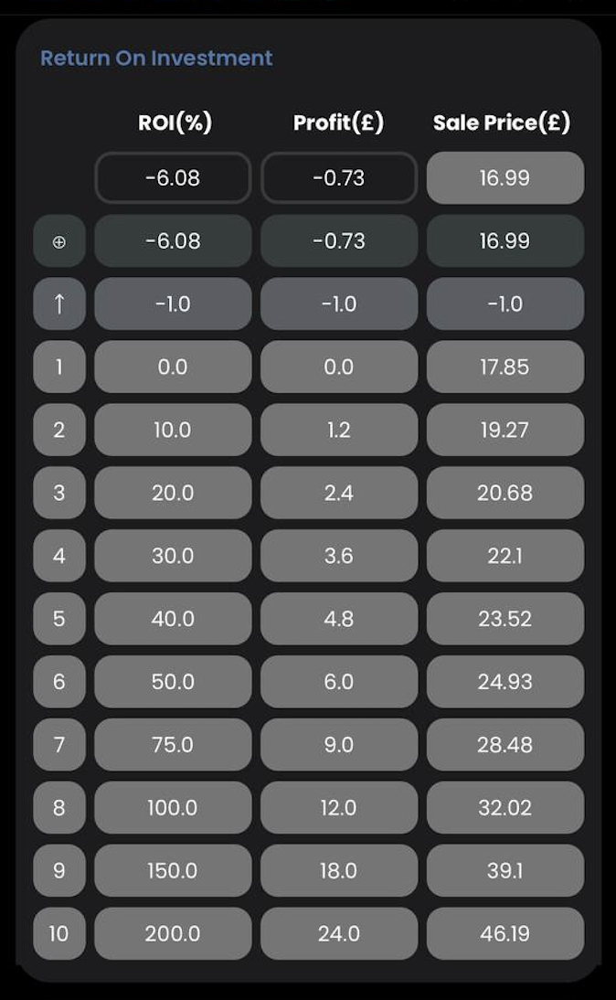 Return On Investment
ROI(%) Profit(£) Sale Price(£)
-6.08 -0.73 16.99
⊕ -6.08 -0.73 16.99
↑ -1.0 -1.0 -1.0
1 0.0 0.0 17.85
2 10.0 1.2 19.27
3 20.0 2.4 20.68
4 30.0 3.6 22.1
5 40.0 4.8 23.52
6 50.0 6.0 24.93
7 75.0 9.0 28.48
8 100.0 12.0 32.02
9 150.0 18.0 39.1
10 200.0 24.0 46.19